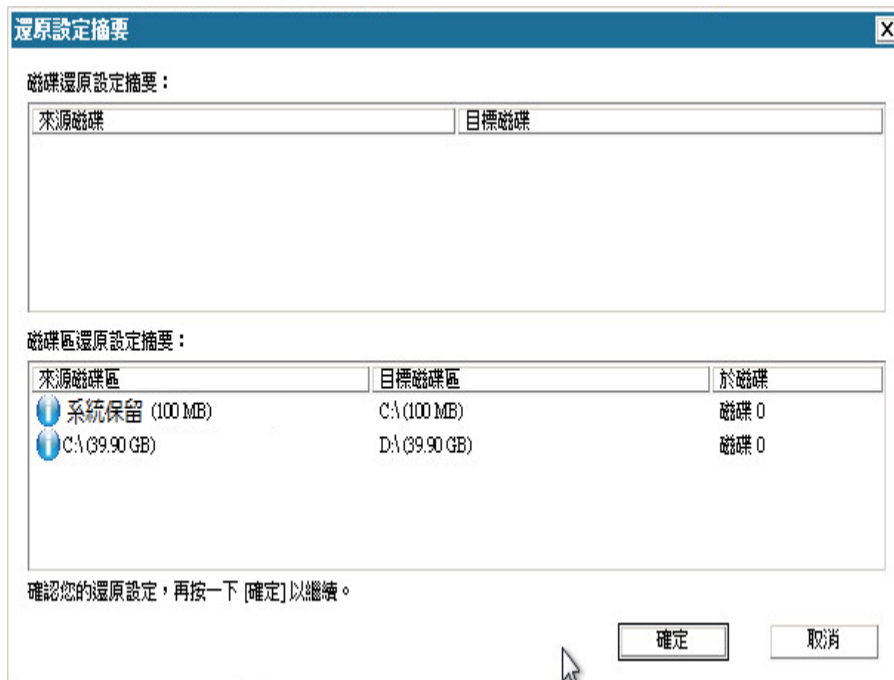 還原設定摘要
磁碟還原設定摘要：
來源磁碟 目標磁碟
磁碟區還原設定摘要：
來源磁碟區 目標磁碟區 於磁碟
系統保留 (100 MB) C:\ (100 MB) 磁碟 0
C:\ (39.90 GB) D:\ (39.90 GB) 磁碟 0
確認您的還原設定，再按一下 [確定] 以繼續。
確定 取消